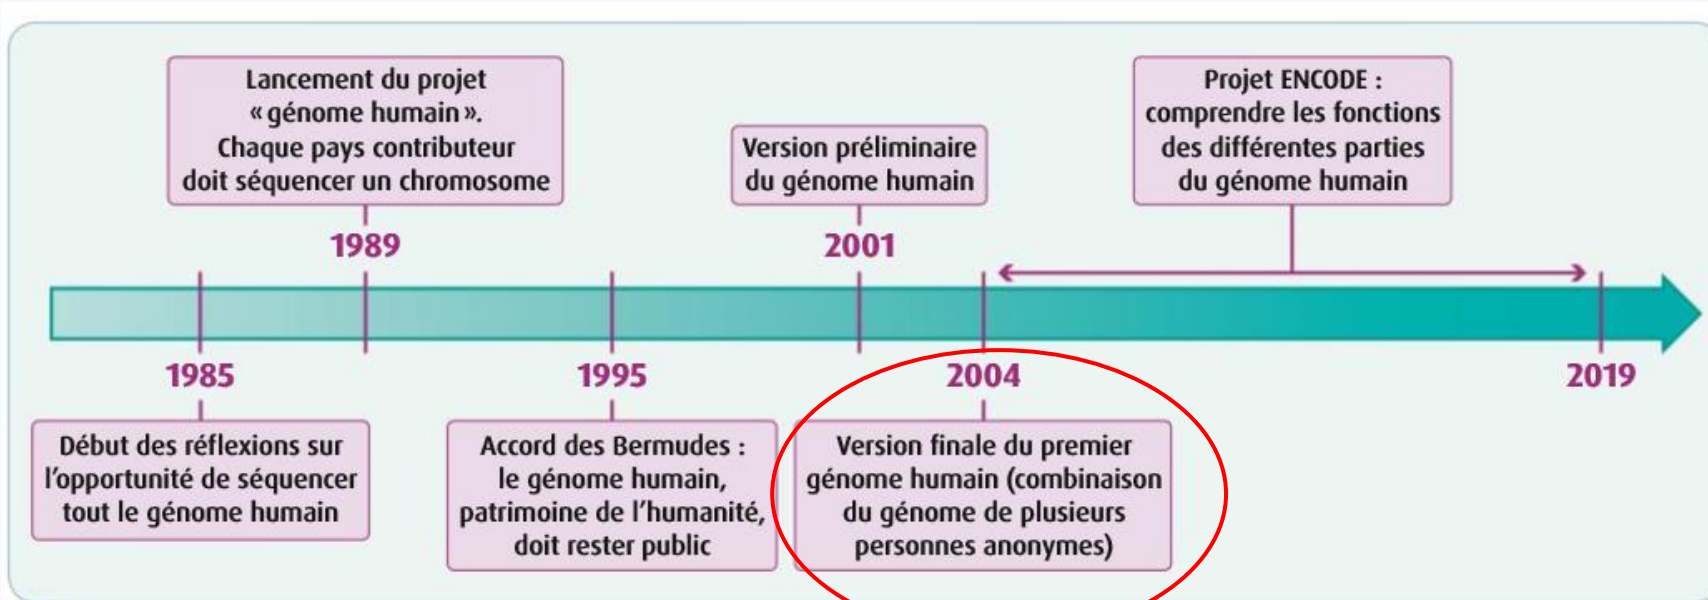 Lancement du projet
« génome humain ».
Chaque pays contributeur
doit séquencer un chromosome
1989
Version préliminaire
du génome humain
2001
Projet ENCODE :
comprendre les fonctions
des différentes parties
du génome humain
1985
Début des réflexions sur
l'opportunité de séquencer
tout le génome humain
1995
Accord des Bermudes :
le génome humain,
patrimoine de l'humanité,
doit rester public
2004
Version finale du premier
génome humain (combinaison
du génome de plusieurs
personnes anonymes)
2019